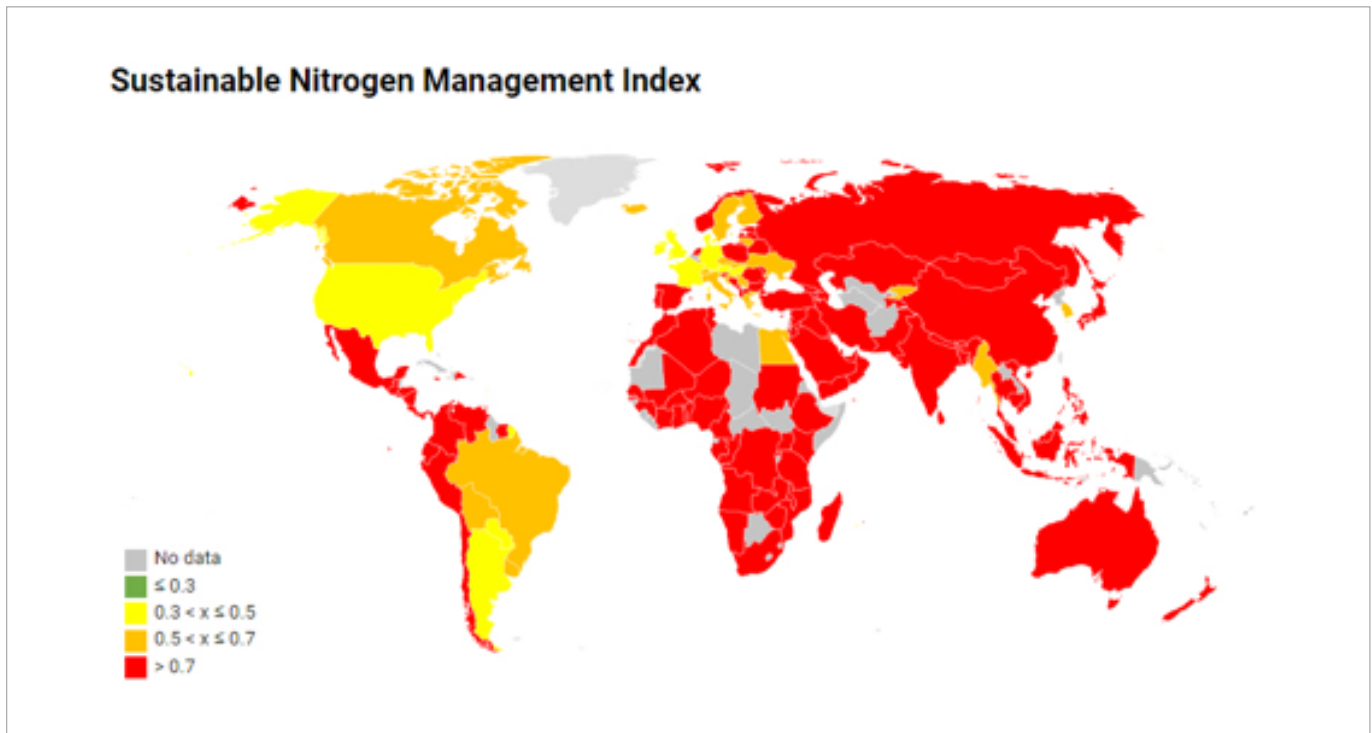 Sustainable Nitrogen Management Index
No data
≤ 0.3
0.3 < x ≤ 0.5
0.5 < x ≤ 0.7
> 0.7